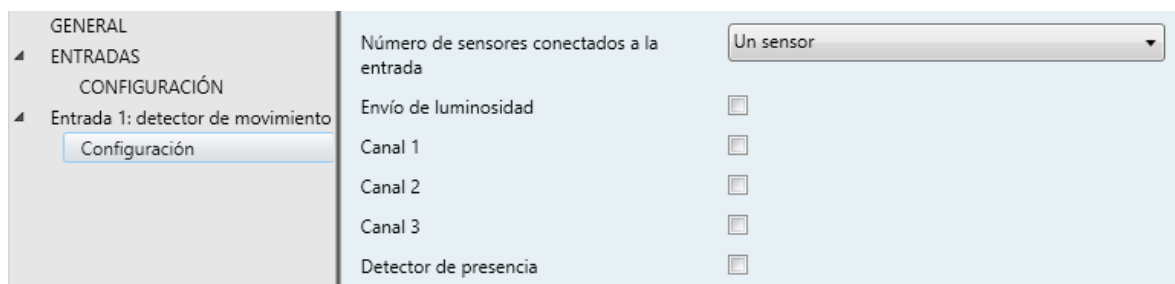 GENERAL
ENTRADAS
CONFIGURACIÓN
Entrada 1: detector de movimiento
Configuración
Número de sensores conectados a la
entrada
Un sensor
Envío de luminosidad
Canal 1
Canal 2
Canal 3
Detector de presencia